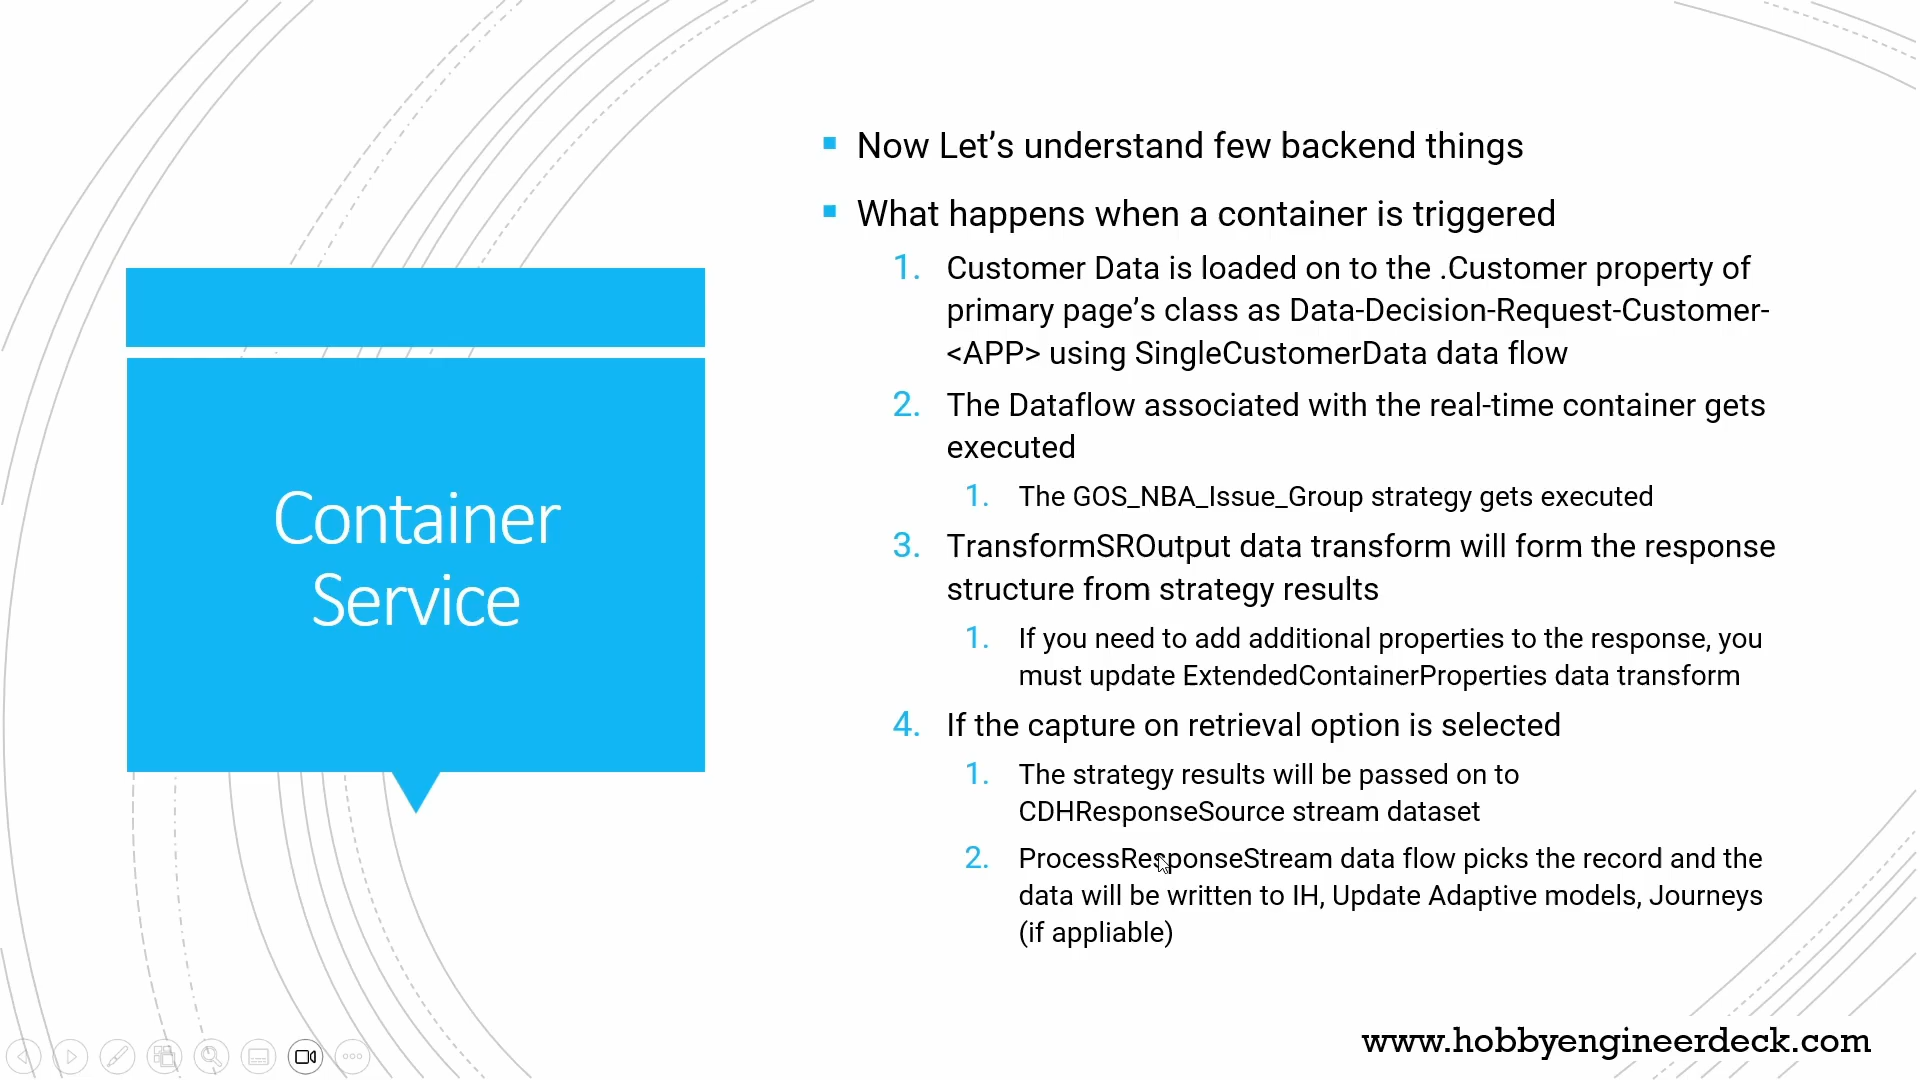 Container
Service
Now Let’s understand few backend things
What happens when a container is triggered
1. Customer Data is loaded on to the .Customer property of
primary page’s class as Data-Decision-Request-Customer-
<APP> using SingleCustomerData data flow
2. The Dataflow associated with the real-time container gets
executed
1. The GOS_NBA_Issue_Group strategy gets executed
3. TransformSROutput data transform will form the response
structure from strategy results
1. If you need to add additional properties to the response, you
must update ExtendedContainerProperties data transform
4. If the capture on retrieval option is selected
1. The strategy results will be passed on to
CDHResponseSource stream dataset
2. ProcessResponseStream data flow picks the record and the
data will be written to IH, Update Adaptive models, Journeys
(if appliable)
www.hobbyengineerdeck.com